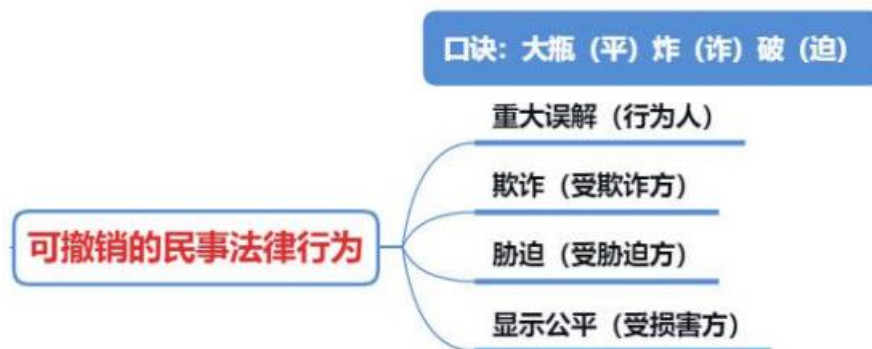 口诀：大瓶（平）炸（诈）破（迫）
重大误解（行为人）
欺诈（受欺诈方）
可撤销的民事法律行为
胁迫（受胁迫方）
显示公平（受损害方）